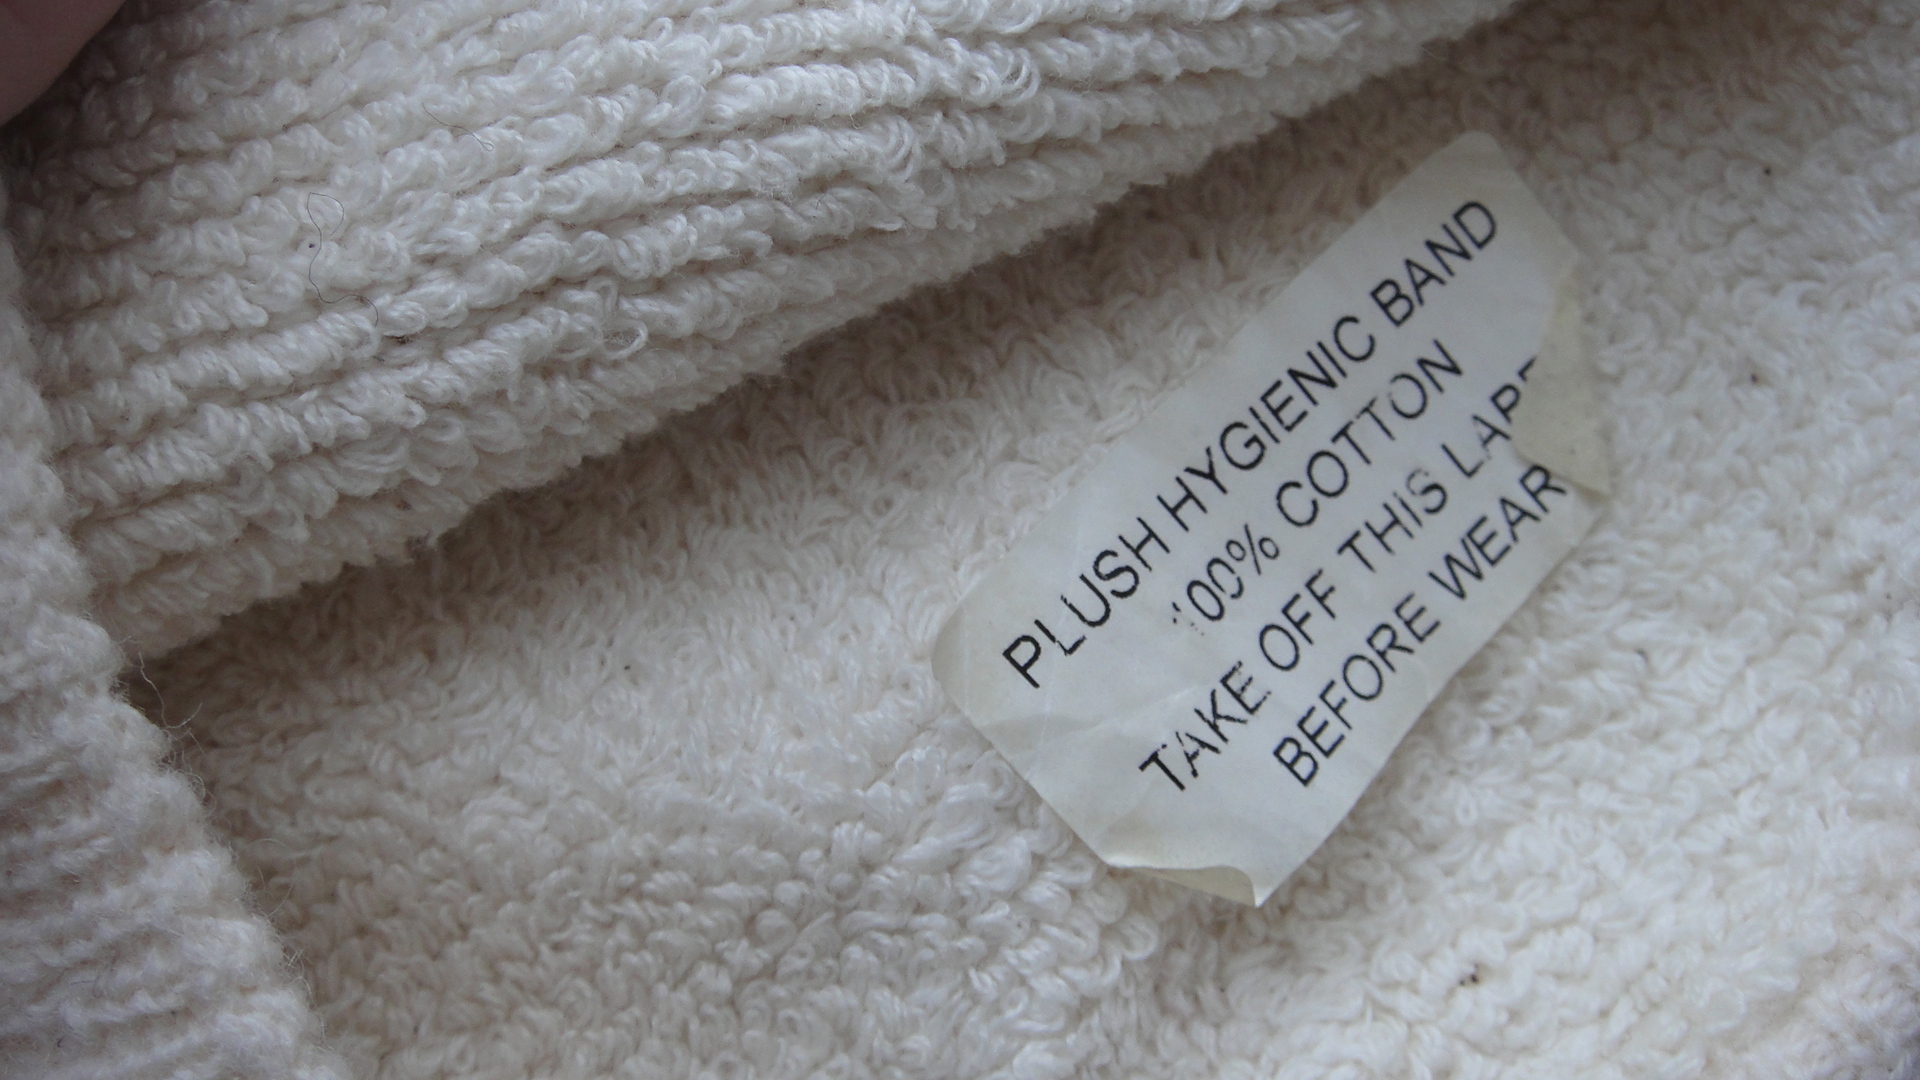 PLUSH HYGIENIC BAND
100% COTTON
TAKE OFF THIS
BEFORE WEAR